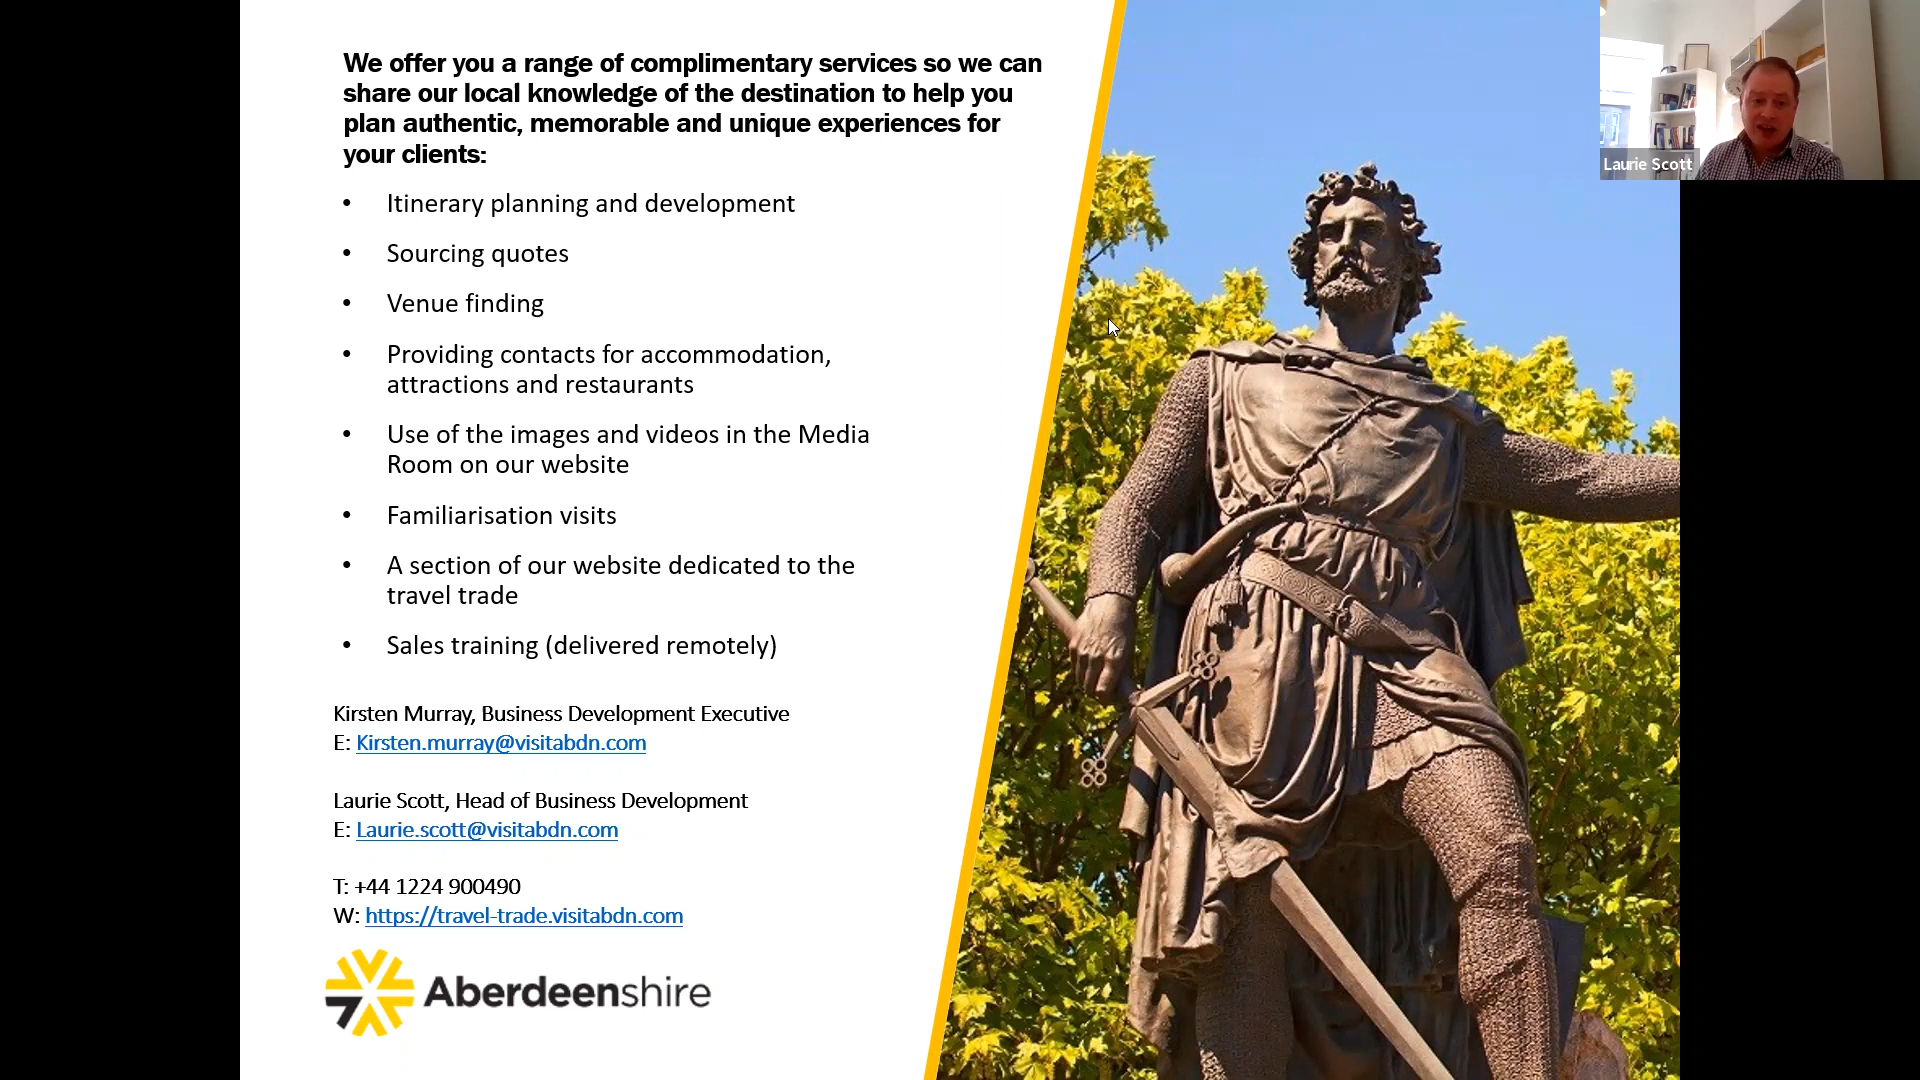 We offer you a range of complimentary services so we can
share our local knowledge of the destination to help you
plan authentic, memorable and unique experiences for
your clients:
• Itinerary planning and development
• Sourcing quotes
• Venue finding
• Providing contacts for accommodation,
attractions and restaurants
• Use of the images and videos in the Media
Room on our website
• Familiarisation visits
• A section of our website dedicated to the
travel trade
• Sales training (delivered remotely)
Kirsten Murray, Business Development Executive
E: Kirsten.murray@visitabdn.com
Laurie Scott, Head of Business Development
E: Laurie.scott@visitabdn.com
T: +44 1224 900490
W: https://travel-trade.visitabdn.com
Aberdeenshire
Laurie Scott